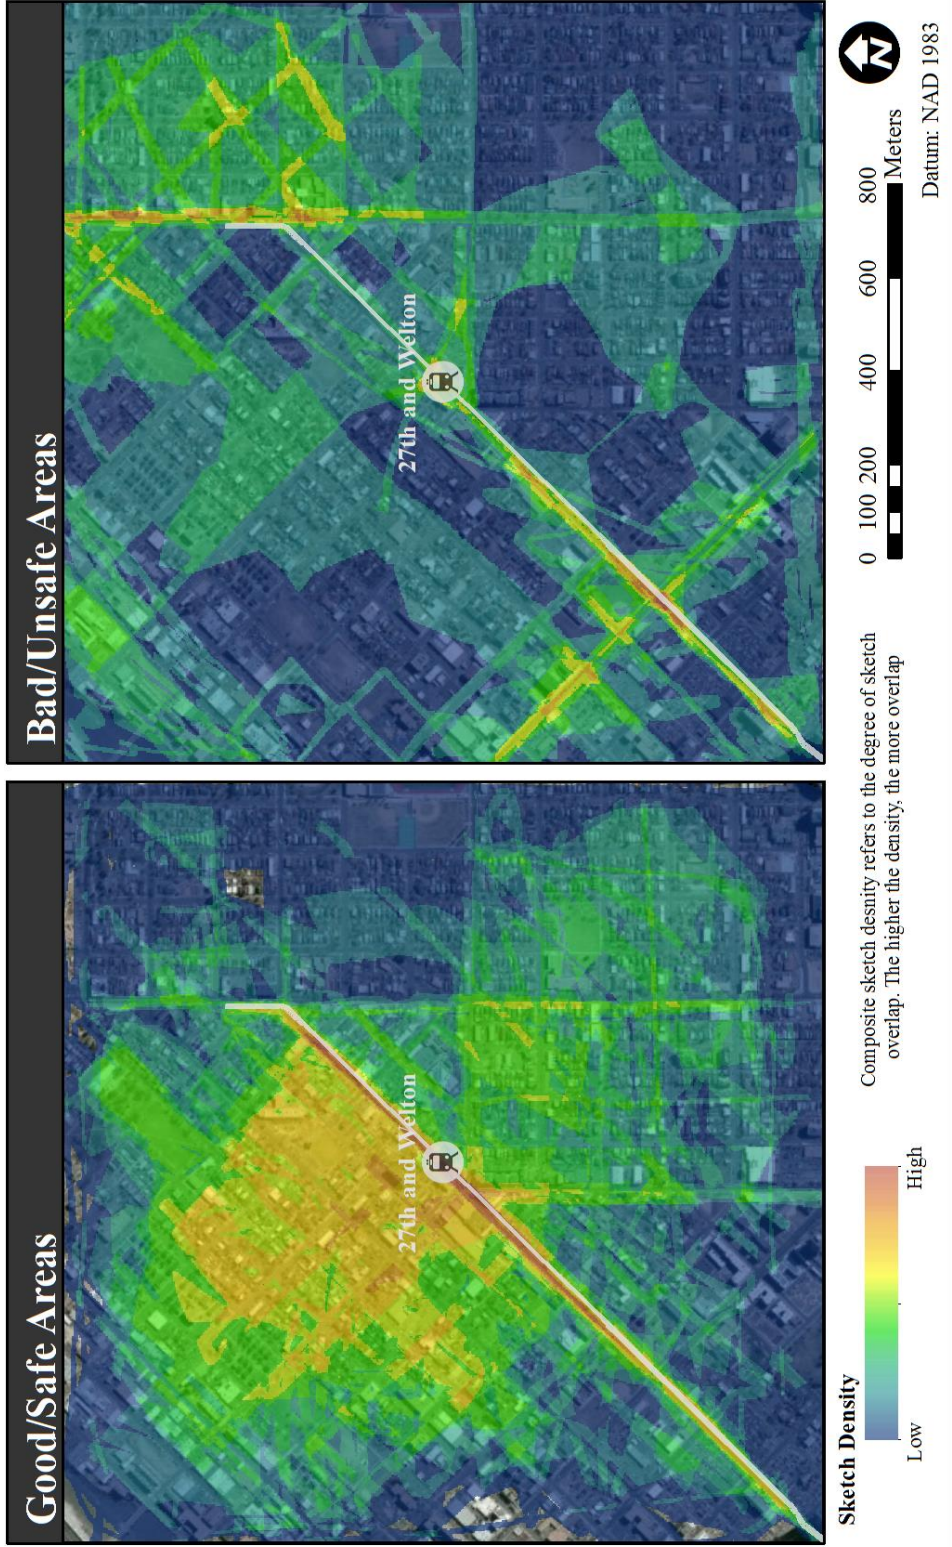 Good/Safe Areas
Bad/Unsafe Areas
27th and Welton
27th and Welton
Sketch Density
Low
High
Composite sketch desnity refers to the degree of sketch
overlap. The higher the density, the more overlap
0 100 200 400 600 800
Meters
N
Datum: NAD 1983